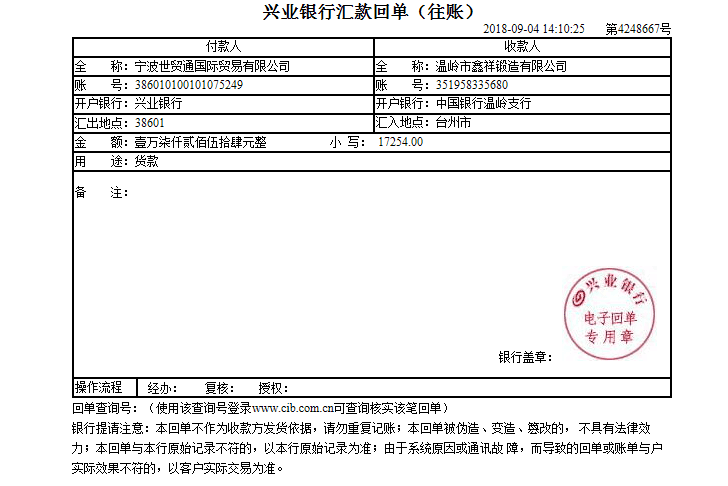 兴业银行汇款回单（往账）
2018-09-04 14:10:25 第4248667号
付款人 收款人
全 称：宁波世贸通国际贸易有限公司 全 称：温岭市鑫祥锻造有限公司
账 号：386010100101075249 账 号：351958335680
开户银行：兴业银行 开户银行：中国银行温岭支行
汇出地点：38601 汇入地点：台州市
金 额：壹万柒仟贰佰伍拾肆元整 小 写： 17254.00
用 途：货款
备 注：
兴业银行
电子回单
专用章
银行盖章：
操作流程 经办： 复核： 授权：
回单查询号：（使用该查询号登录www.cib.com.cn可查询核实该笔回单）
银行提请注意：本回单不作为收款方发货依据，请勿重复记账；本回单被伪造、变造、篡改的，不具有法律效
力；本回单与本行原始记录不符的，以本行原始记录为准；由于系统原因或通讯故 障，而导致的回单或账单与户
实际效果不符的，以客户实际交易为准。